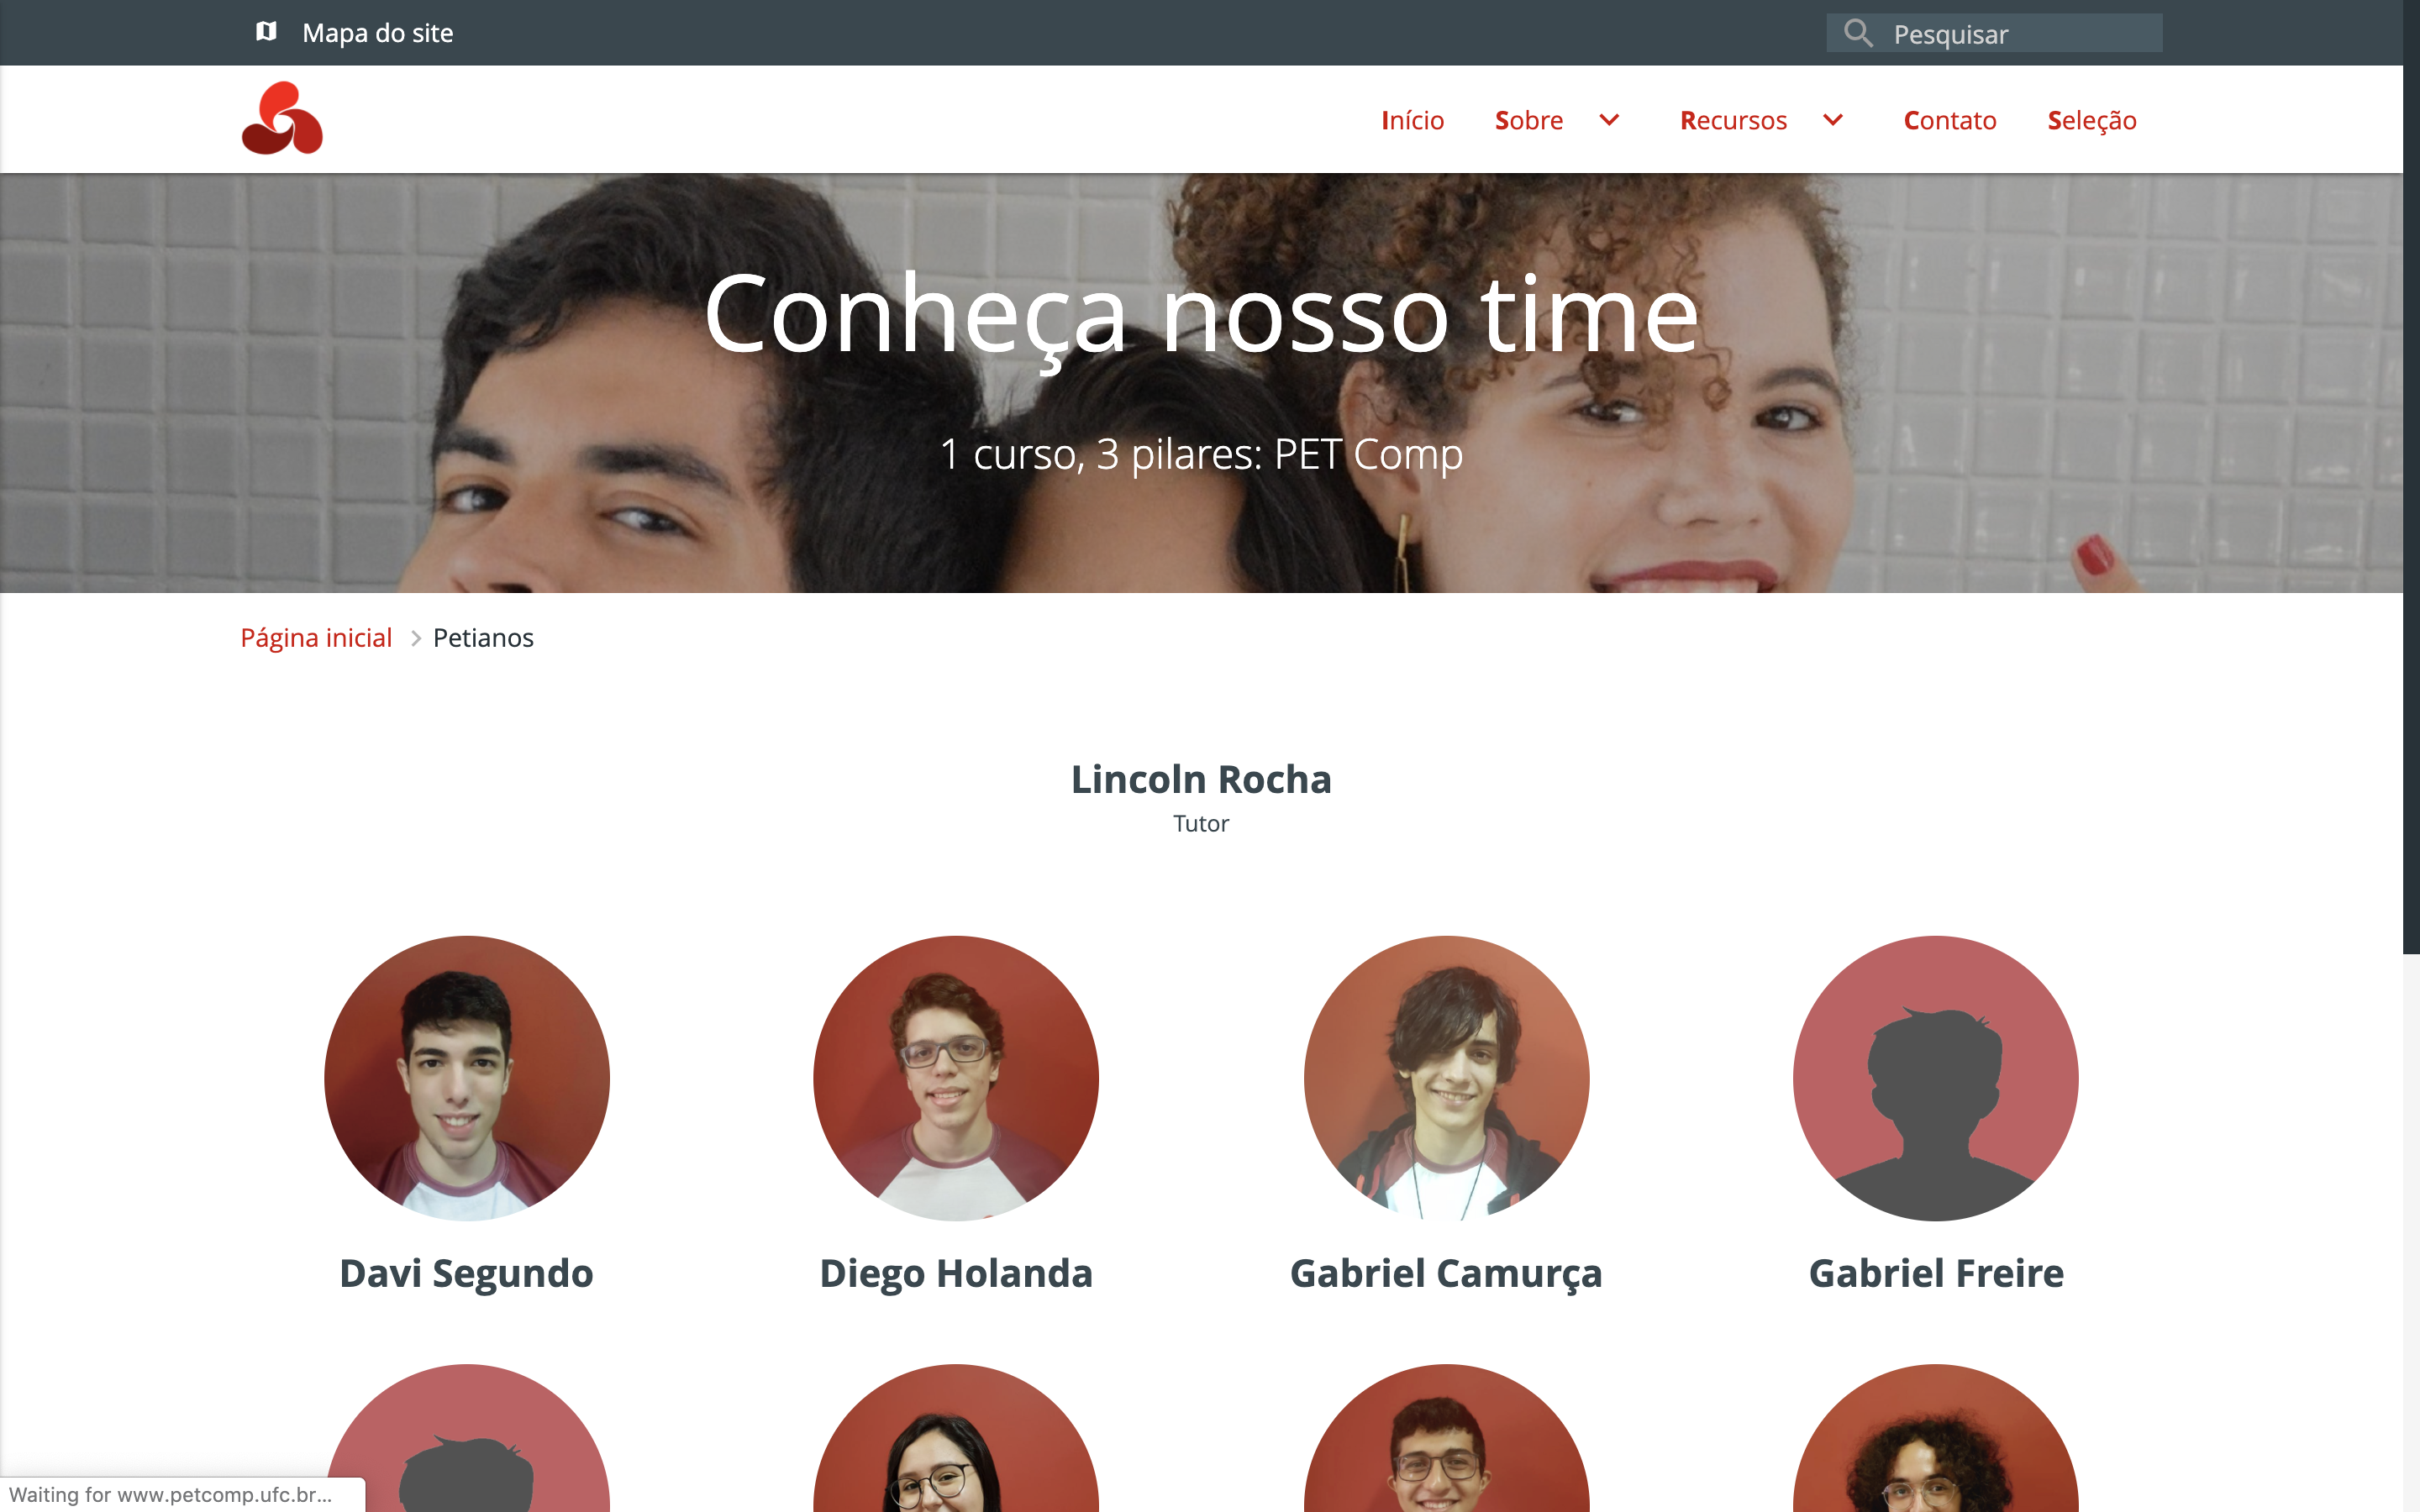 Mapa do site
Pesquisar
Início Sobre Recursos Contato Seleção
Conheça nosso time
1 curso, 3 pilares: PET Comp
Página inicial > Petianos
Lincoln Rocha
Tutor
Davi Segundo
Diego Holanda
Gabriel Camurça
Gabriel Freire
Waiting for www.petcomp.ufc.br...